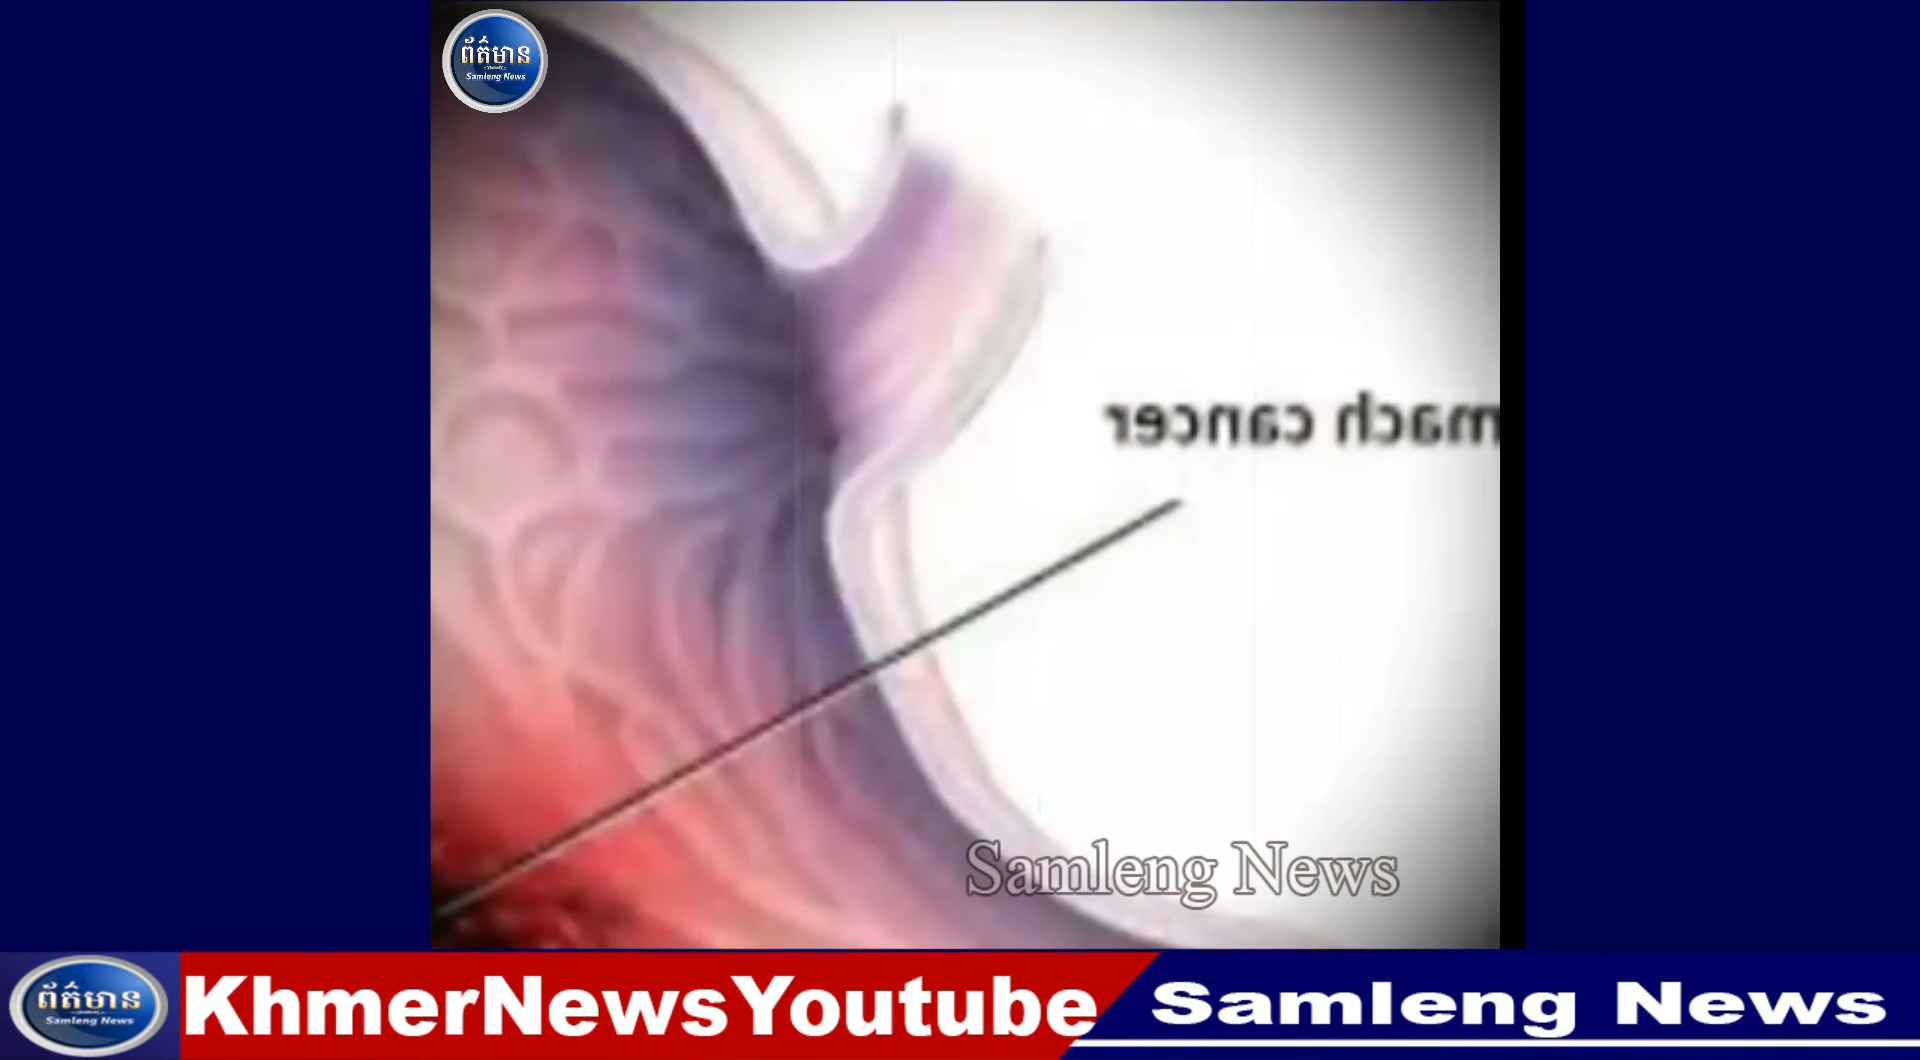 ព័ត៌មាន
Samleng News
mach cancer
Samleng News
ព័ត៌មាន
Samleng News
KhmerNewsYoutube
Samleng News